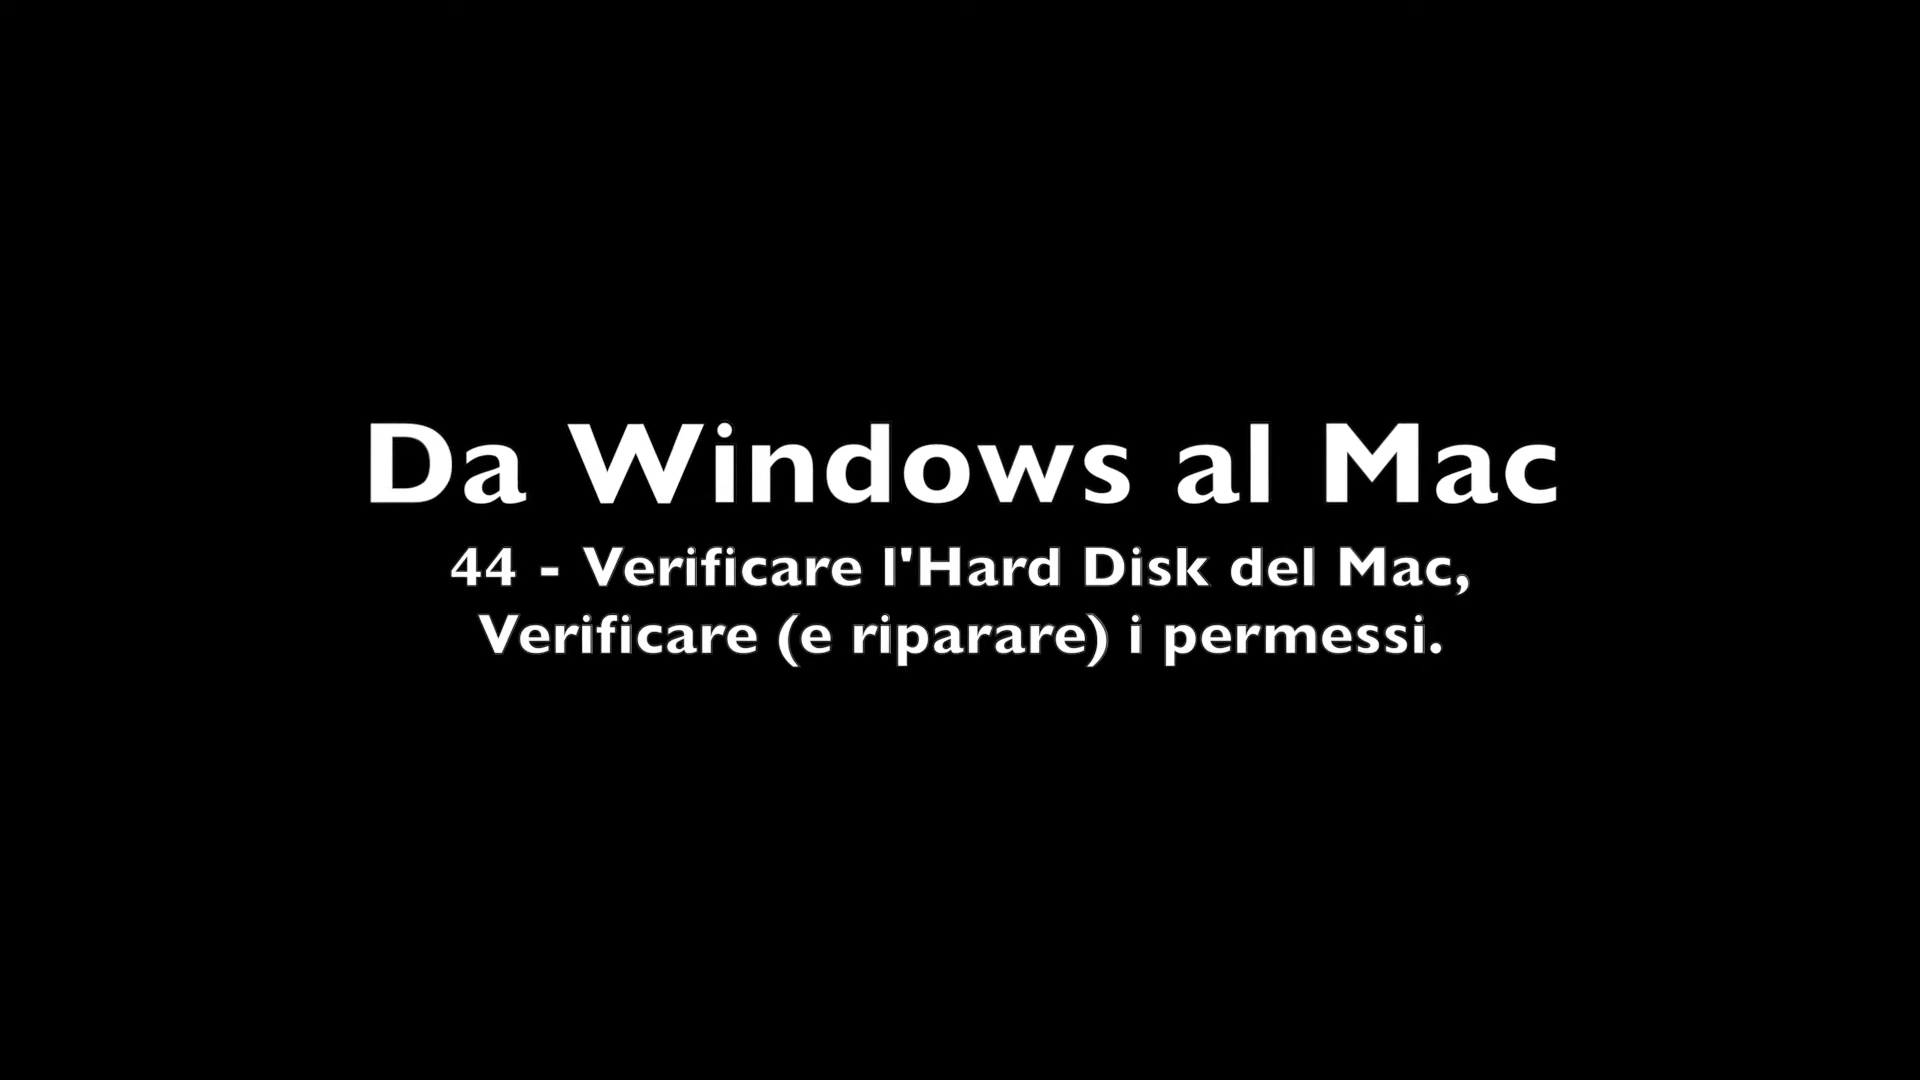 Da Windows al Mac
44 - Verificare l'Hard Disk del Mac,
Verificare (e riparare) i permessi.